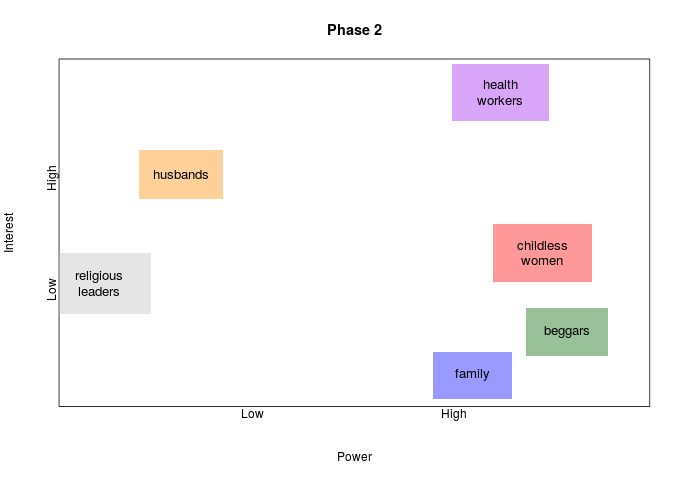 Phase 2
health
workers
husbands
High
Interest
childless
women
religious
leaders
Low
beggars
family
Low
High
Power